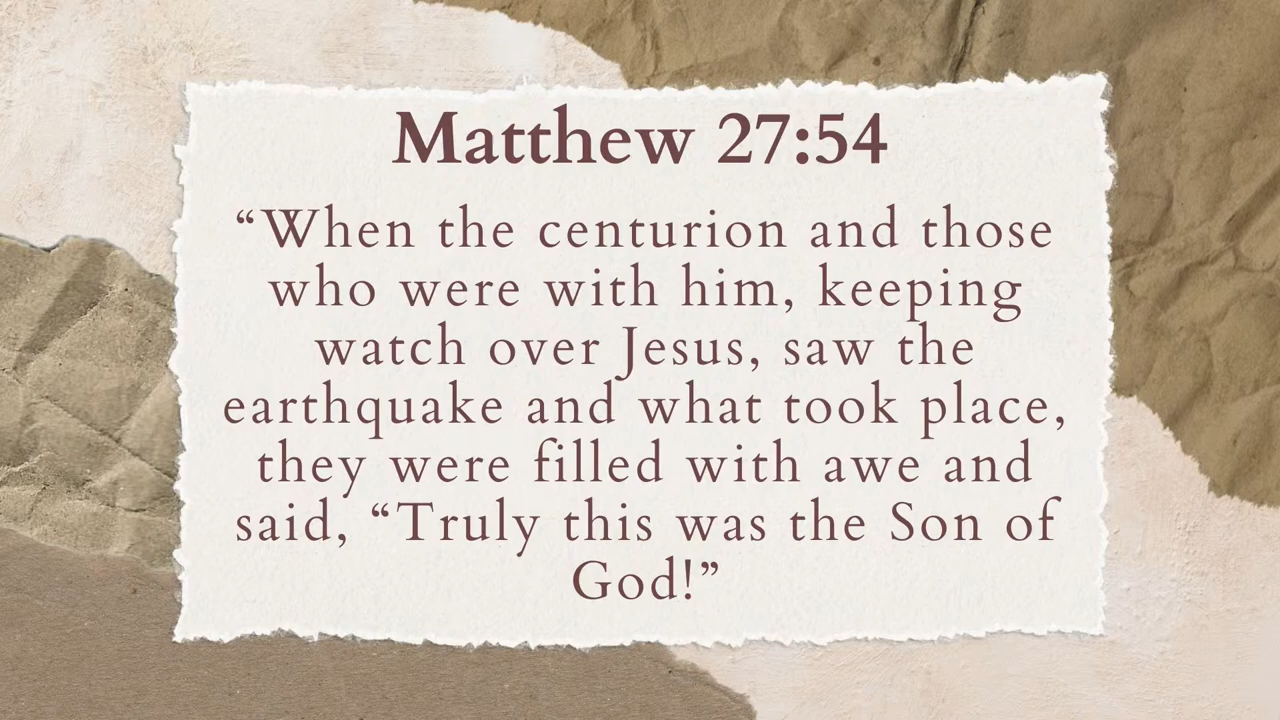 Matthew 27:54
“When the centurion and those
who were with him, keeping
watch over Jesus, saw the
earthquake and what took place,
they were filled with awe and
said, “Truly this was the Son of
God!”